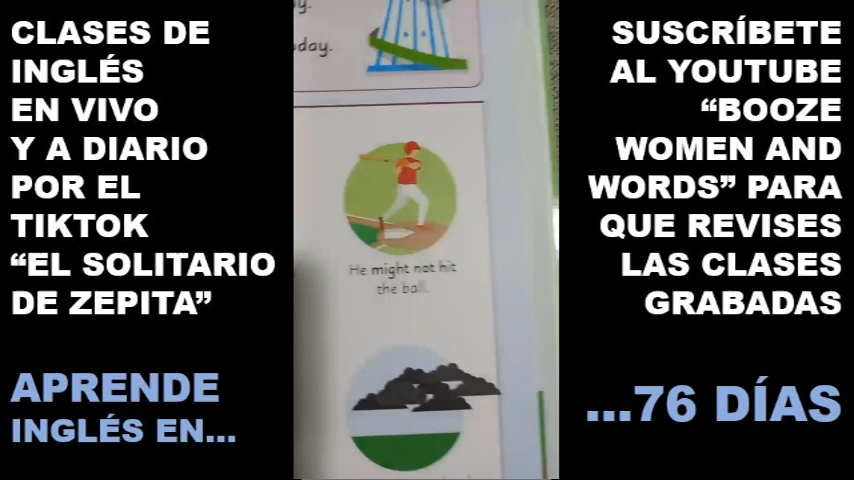 CLASES DE
INGLÉS
EN VIVO
Y A DIARIO
POR EL
TIKTOK
“EL SOLITARIO
DE ZEPITA”
APRENDE
INGLÉS EN...
day.
He might not hit
the ball.
SUSCRÍBETE
AL YOUTUBE
“BOOZE
WOMEN AND
WORDS” PARA
QUE REVISES
LAS CLASES
GRABADAS
...76 DÍAS